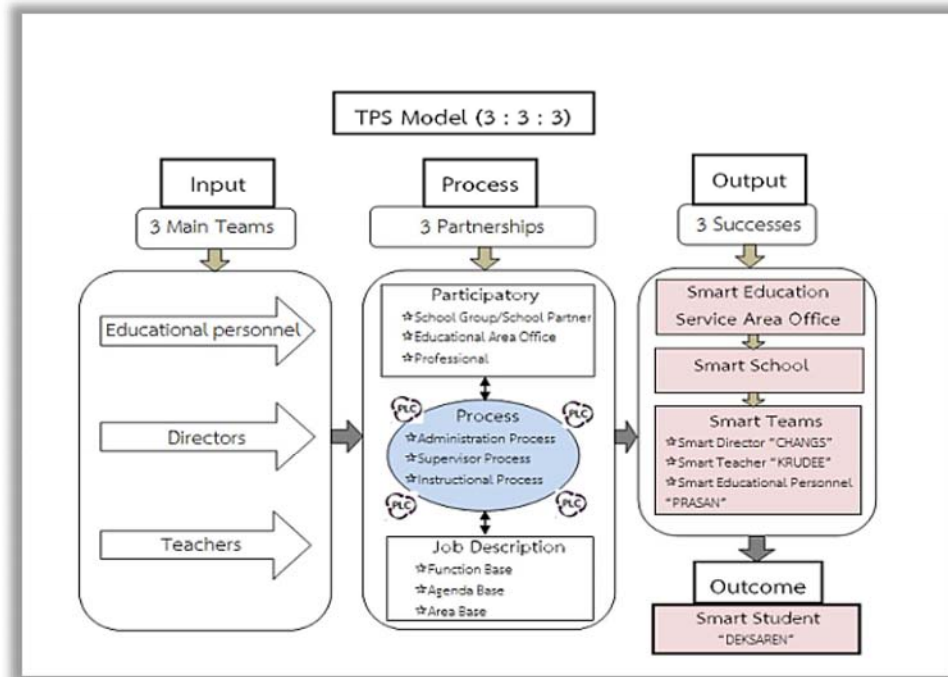 TPS Model (3 : 3 : 3)
Input
3 Main Teams
Educational personnel
Directors
Teachers
Process
3 Partnerships
Participatory
☆School Group/School Partner
☆Educational Area Office
☆Professional
PLC
PLC
Process
☆Administration Process
☆Supervisor Process
☆Instructional Process
PLC
PLC
Job Description
☆Function Base
☆Agenda Base
☆Area Base
Output
3 Successes
Smart Education
Service Area Office
Smart School
Smart Teams
☆Smart Director "CHANGS"
☆Smart Teacher "KRUDEE"
☆Smart Educational Personnel
"PRASAN"
Outcome
Smart Student
"DEKSAREN"